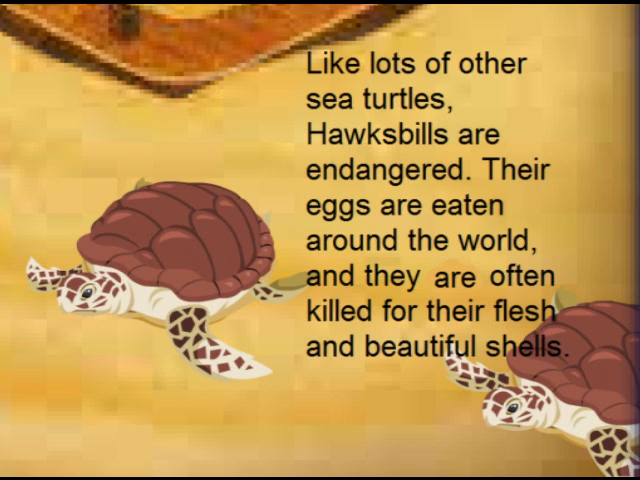 Like lots of other
sea turtles,
Hawksbills are
endangered. Their
eggs are eaten
around the world,
and they are often
killed for their flesh
and beautiful shells.